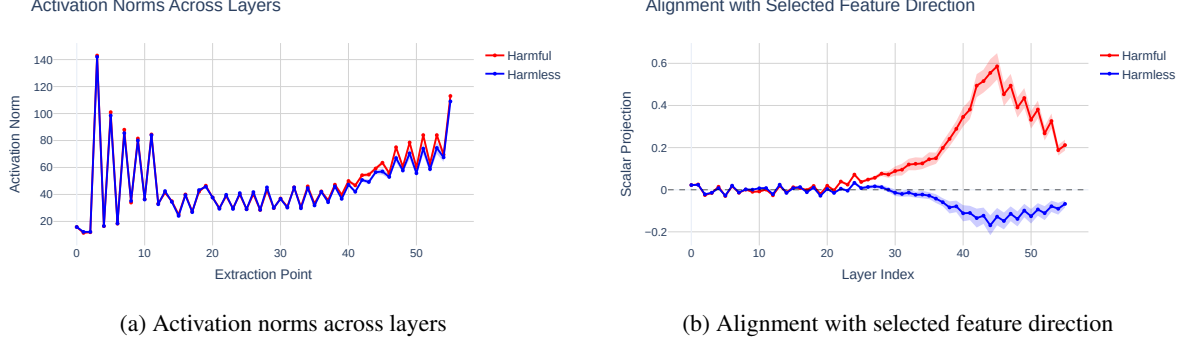 Activation Norms Across Layers
140
120
100
80
60
40
20
0
10
20
30
40
50
Activation Norm
Extraction Point
Harmful
Harmless
(a) Activation norms across layers
Alignment with Selected Feature Direction
0.6
0.4
0.2
0
−0.2
0
10
20
30
40
50
Scalar Projection
Layer Index
Harmful
Harmless
(b) Alignment with selected feature direction